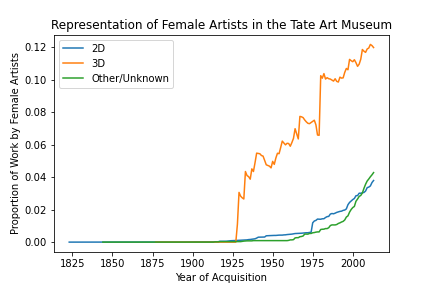 Representation of Female Artists in the Tate Art Museum
2D
3D
Other/Unknown
Proportion of Work by Female Artists
0.12
0.10
0.08
0.06
0.04
0.02
0.00
1825 1850 1875 1900 1925 1950 1975 2000
Year of Acquisition